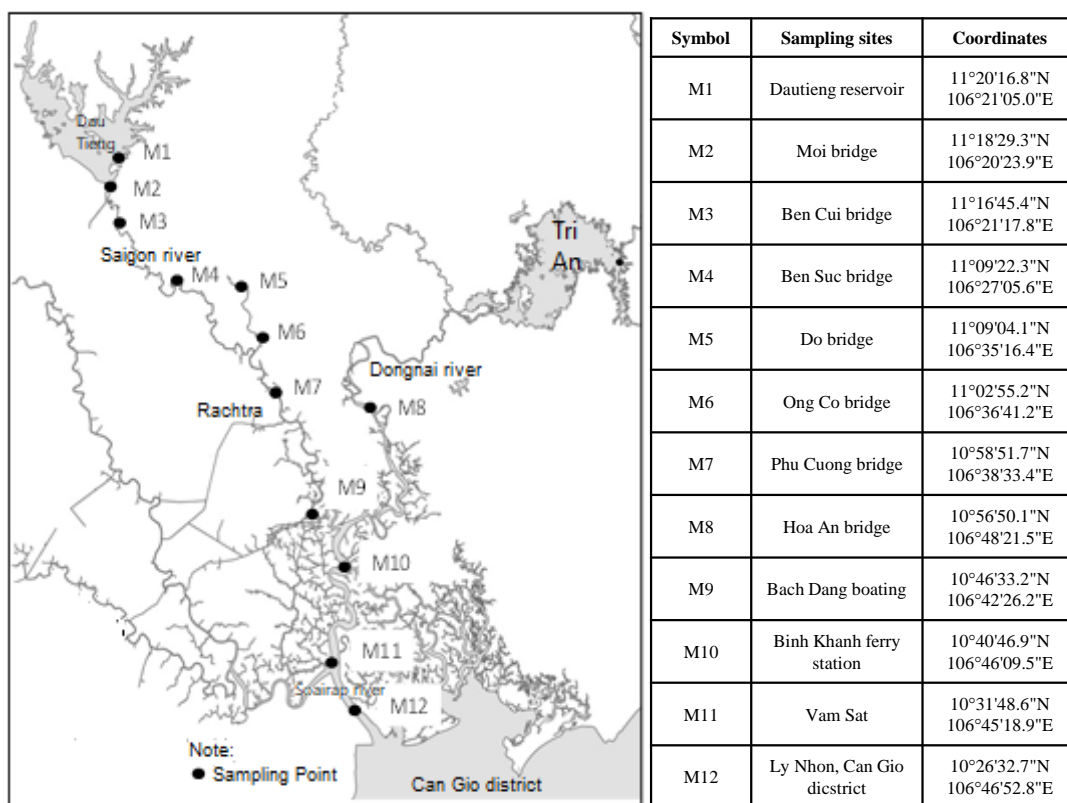 Dau
Tieng
M1
M2
M3
Saigon river
M4
M5
M6
Tri
An
Dongnai river
M7
M8
Rachtra
M9
M10
M11
Soairap river
M12
Note:
Sampling Point
Can Gio district
Symbol Sampling sites Coordinates
M1 Dautieng reservoir 11°20'16.8"N
106°21'05.0"E
M2 Moi bridge 11°18'29.3"N
106°20'23.9"E
M3 Ben Cui bridge 11°16'45.4"N
106°21'17.8"E
M4 Ben Suc bridge 11°09'22.3"N
106°27'05.6"E
M5 Do bridge 11°09'04.1"N
106°35'16.4"E
M6 Ong Co bridge 11°02'55.2"N
106°36'41.2"E
M7 Phu Cuong bridge 10°58'51.7"N
106°38'33.4"E
M8 Hoa An bridge 10°56'50.1"N
106°48'21.5"E
M9 Bach Dang boating 10°46'33.2"N
106°42'26.2"E
M10 Binh Khanh ferry
station 10°40'46.9"N
106°46'09.5"E
M11 Vam Sat 10°31'48.6"N
106°45'18.9"E
M12 Ly Nhon, Can Gio
dicstrict 10°26'32.7"N
106°46'52.8"E